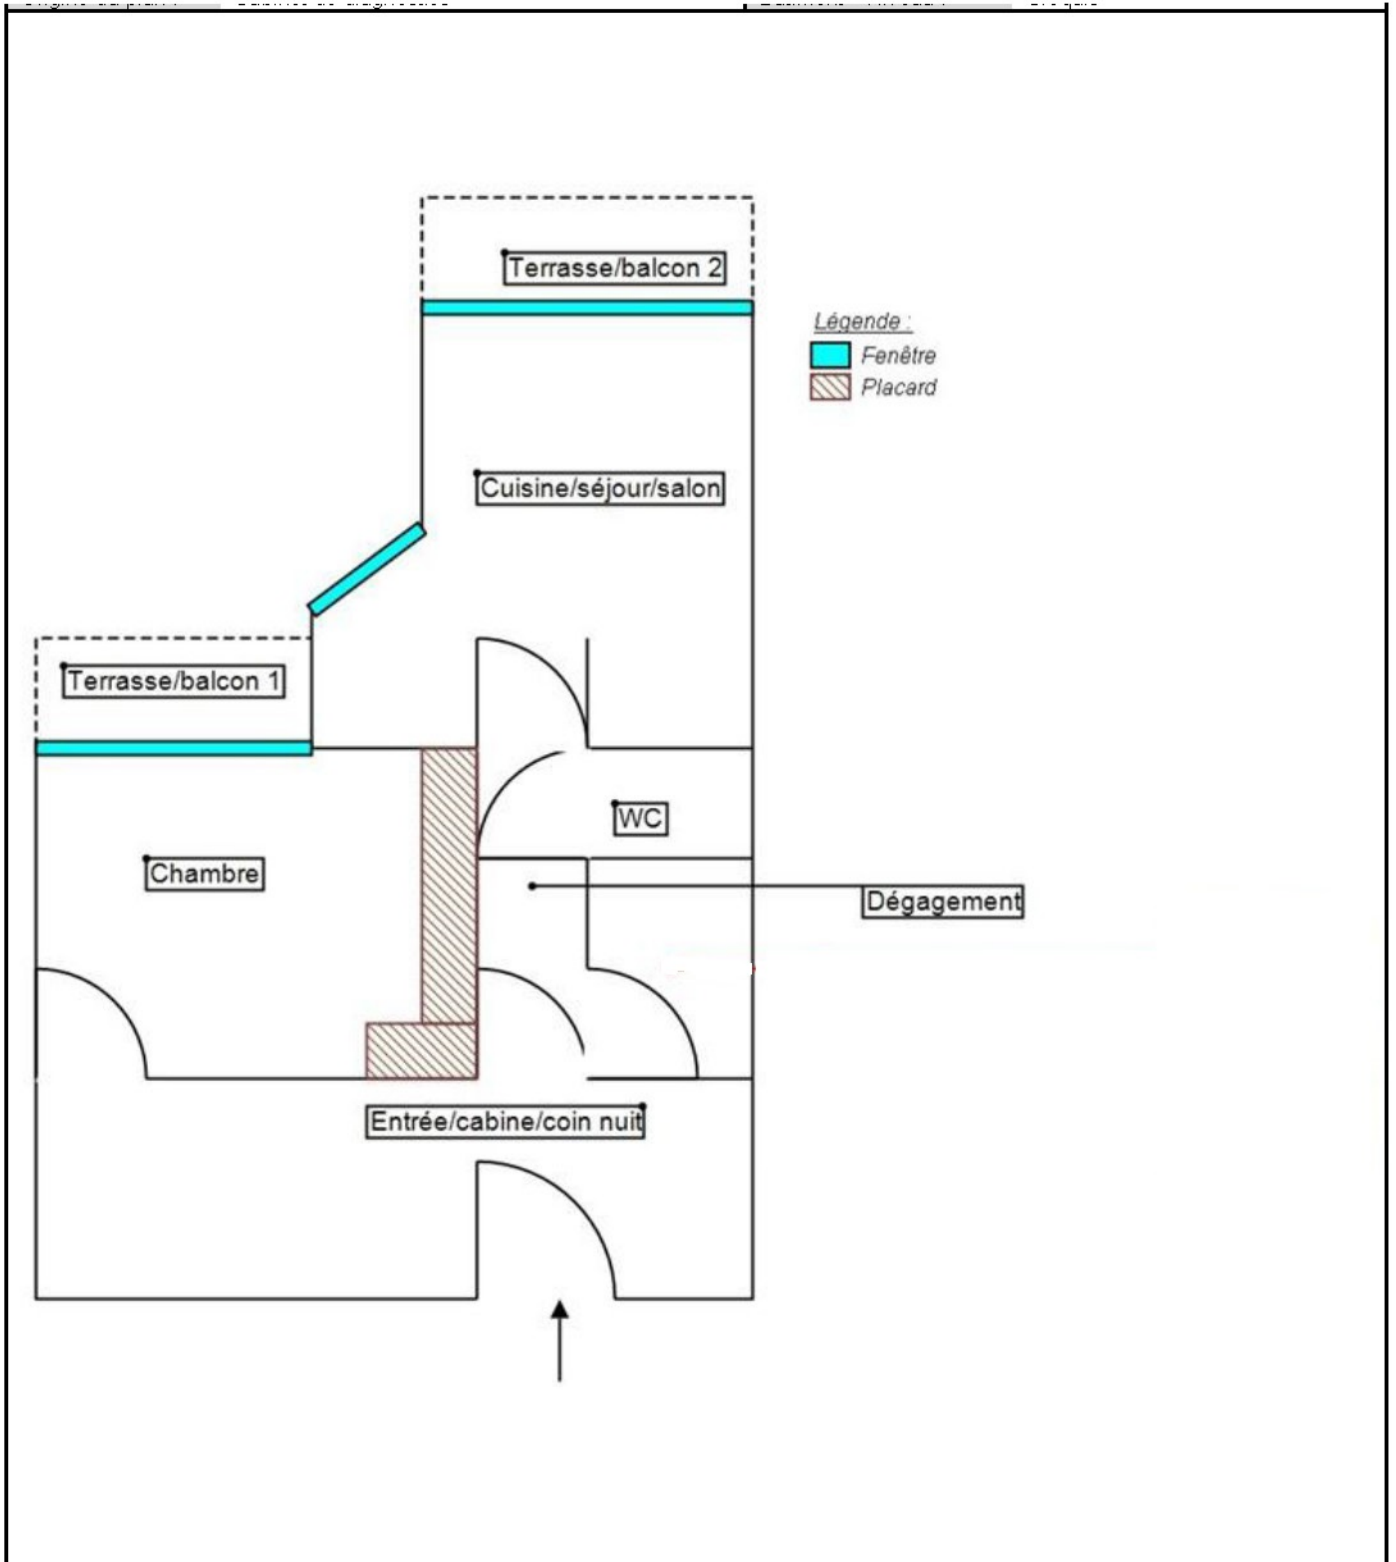 Terrasse/balcon 2
Légende :
Fenêtre
Placard
Cuisine/séjour/salon
Terrasse/balcon 1
WC
Chambre
Dégagement
Entrée/cabine/coin nuit